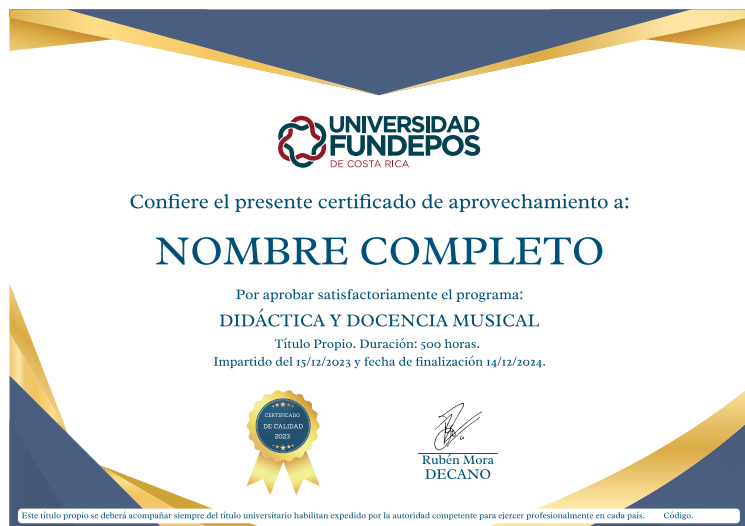 UNIVERSIDAD
FUNDEPOS
DE COSTA RICA
Confiere el presente certificado de aprovechamiento a:
NOMBRE COMPLETO
Por aprobar satisfactoriamente el programa:
DIDÁCTICA Y DOCENCIA MUSICAL
Título Propio. Duración: 500 horas.
Impartido del 15/12/2023 y fecha de finalización 14/12/2024.
CERTIFICADO
DE CALIDAD
2023
Rubén Mora
DECANO
Este título propio se deberá acompañar siempre del título universitario habilitan expedido por la autoridad competente para ejercer profesionalmente en cada país. Código.